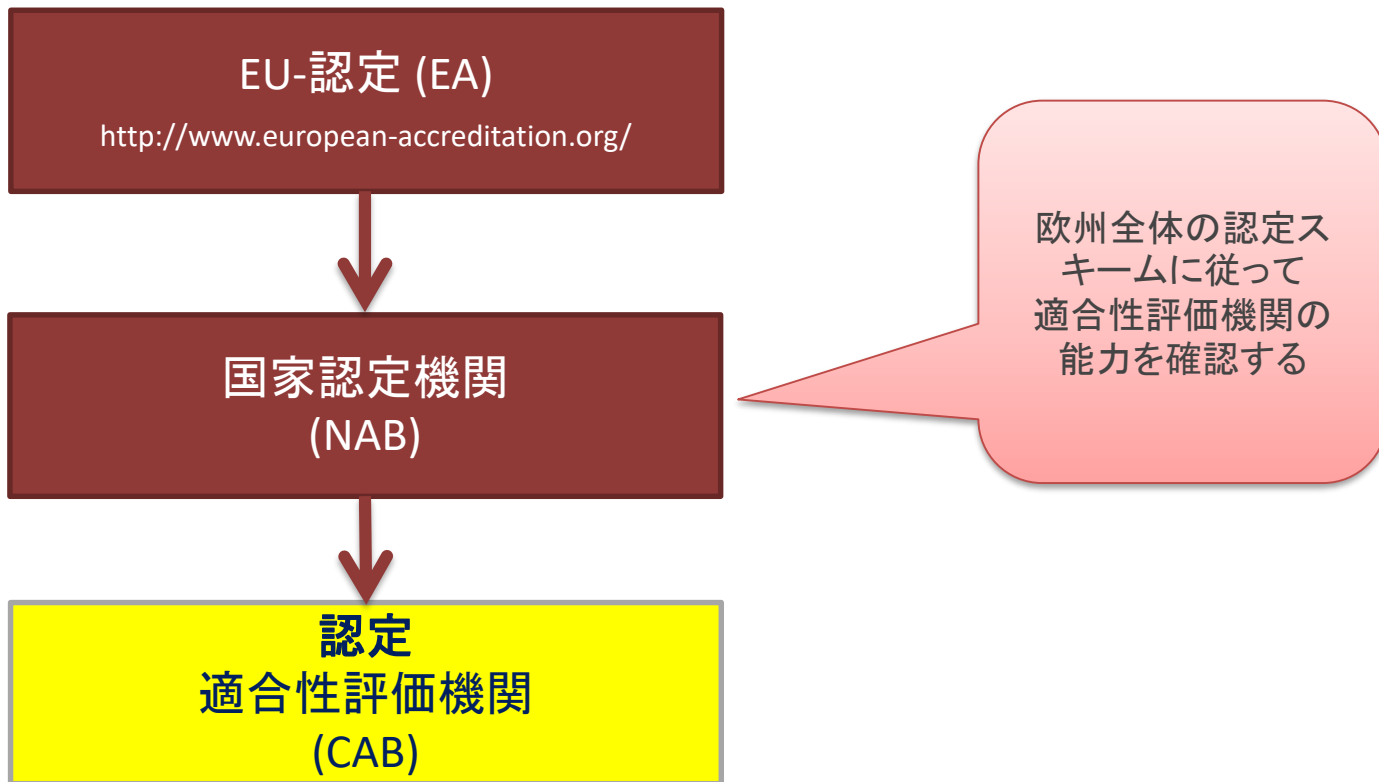 EU-認定 (EA)
http://www.european-accreditation.org/
国家認定機関
(NAB)
欧州全体の認定ス
キームに従って
適合性評価機関の
能力を確認する
認定
適合性評価機関
(CAB)